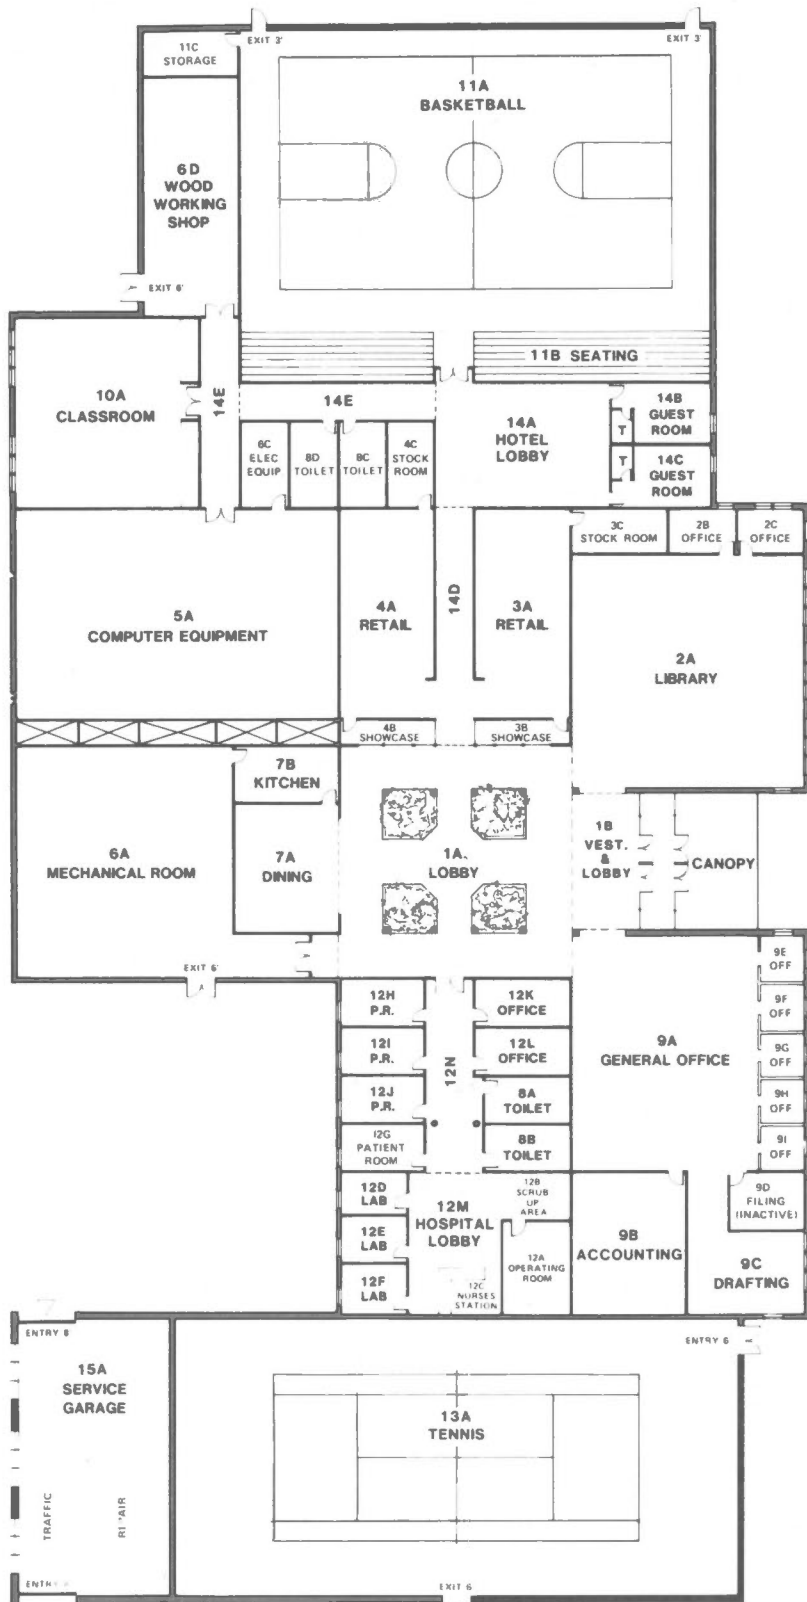 EXIT 3'
EXIT 3'
11C
STORAGE
11A
BASKETBALL
6D
WOOD
WORKING
SHOP
EXIT 6'
11B SEATING
10A
CLASSROOM
14E
14E
14A
HOTEL
LOBBY
14B
GUEST
ROOM
T
T
14C
GUEST
ROOM
6C
ELEC
EQUIP
8D
TOILET
8C
TOILET
4C
STOCK
ROOM
3C
STOCK ROOM
2B
OFFICE
2C
OFFICE
5A
COMPUTER EQUIPMENT
4A
RETAIL
14D
3A
RETAIL
2A
LIBRARY
4B
SHOWCASE
3B
SHOWCASE
7B
KITCHEN
6A
MECHANICAL ROOM
7A
DINING
1A
LOBBY
1B
VEST.
&
LOBBY
CANOPY
EXIT 6'
12H
P.R.
12I
P.R.
12J
P.R.
12G
PATIENT
ROOM
12N
12K
OFFICE
12L
OFFICE
8A
TOILET
8B
TOILET
9A
GENERAL OFFICE
9E
OFF
9F
OFF
9G
OFF
9H
OFF
9I
OFF
12D
LAB
12E
LAB
12F
LAB
12M
HOSPITAL
LOBBY
12B
SCRUB
UP
AREA
12A
OPERATING
ROOM
12C
NURSES
STATION
9B
ACCOUNTING
9D
FILING
(INACTIVE)
9C
DRAFTING
ENTRY 8
ENTRY 6
15A
SERVICE
GARAGE
13A
TENNIS
TRAFFIC
EXIT 6